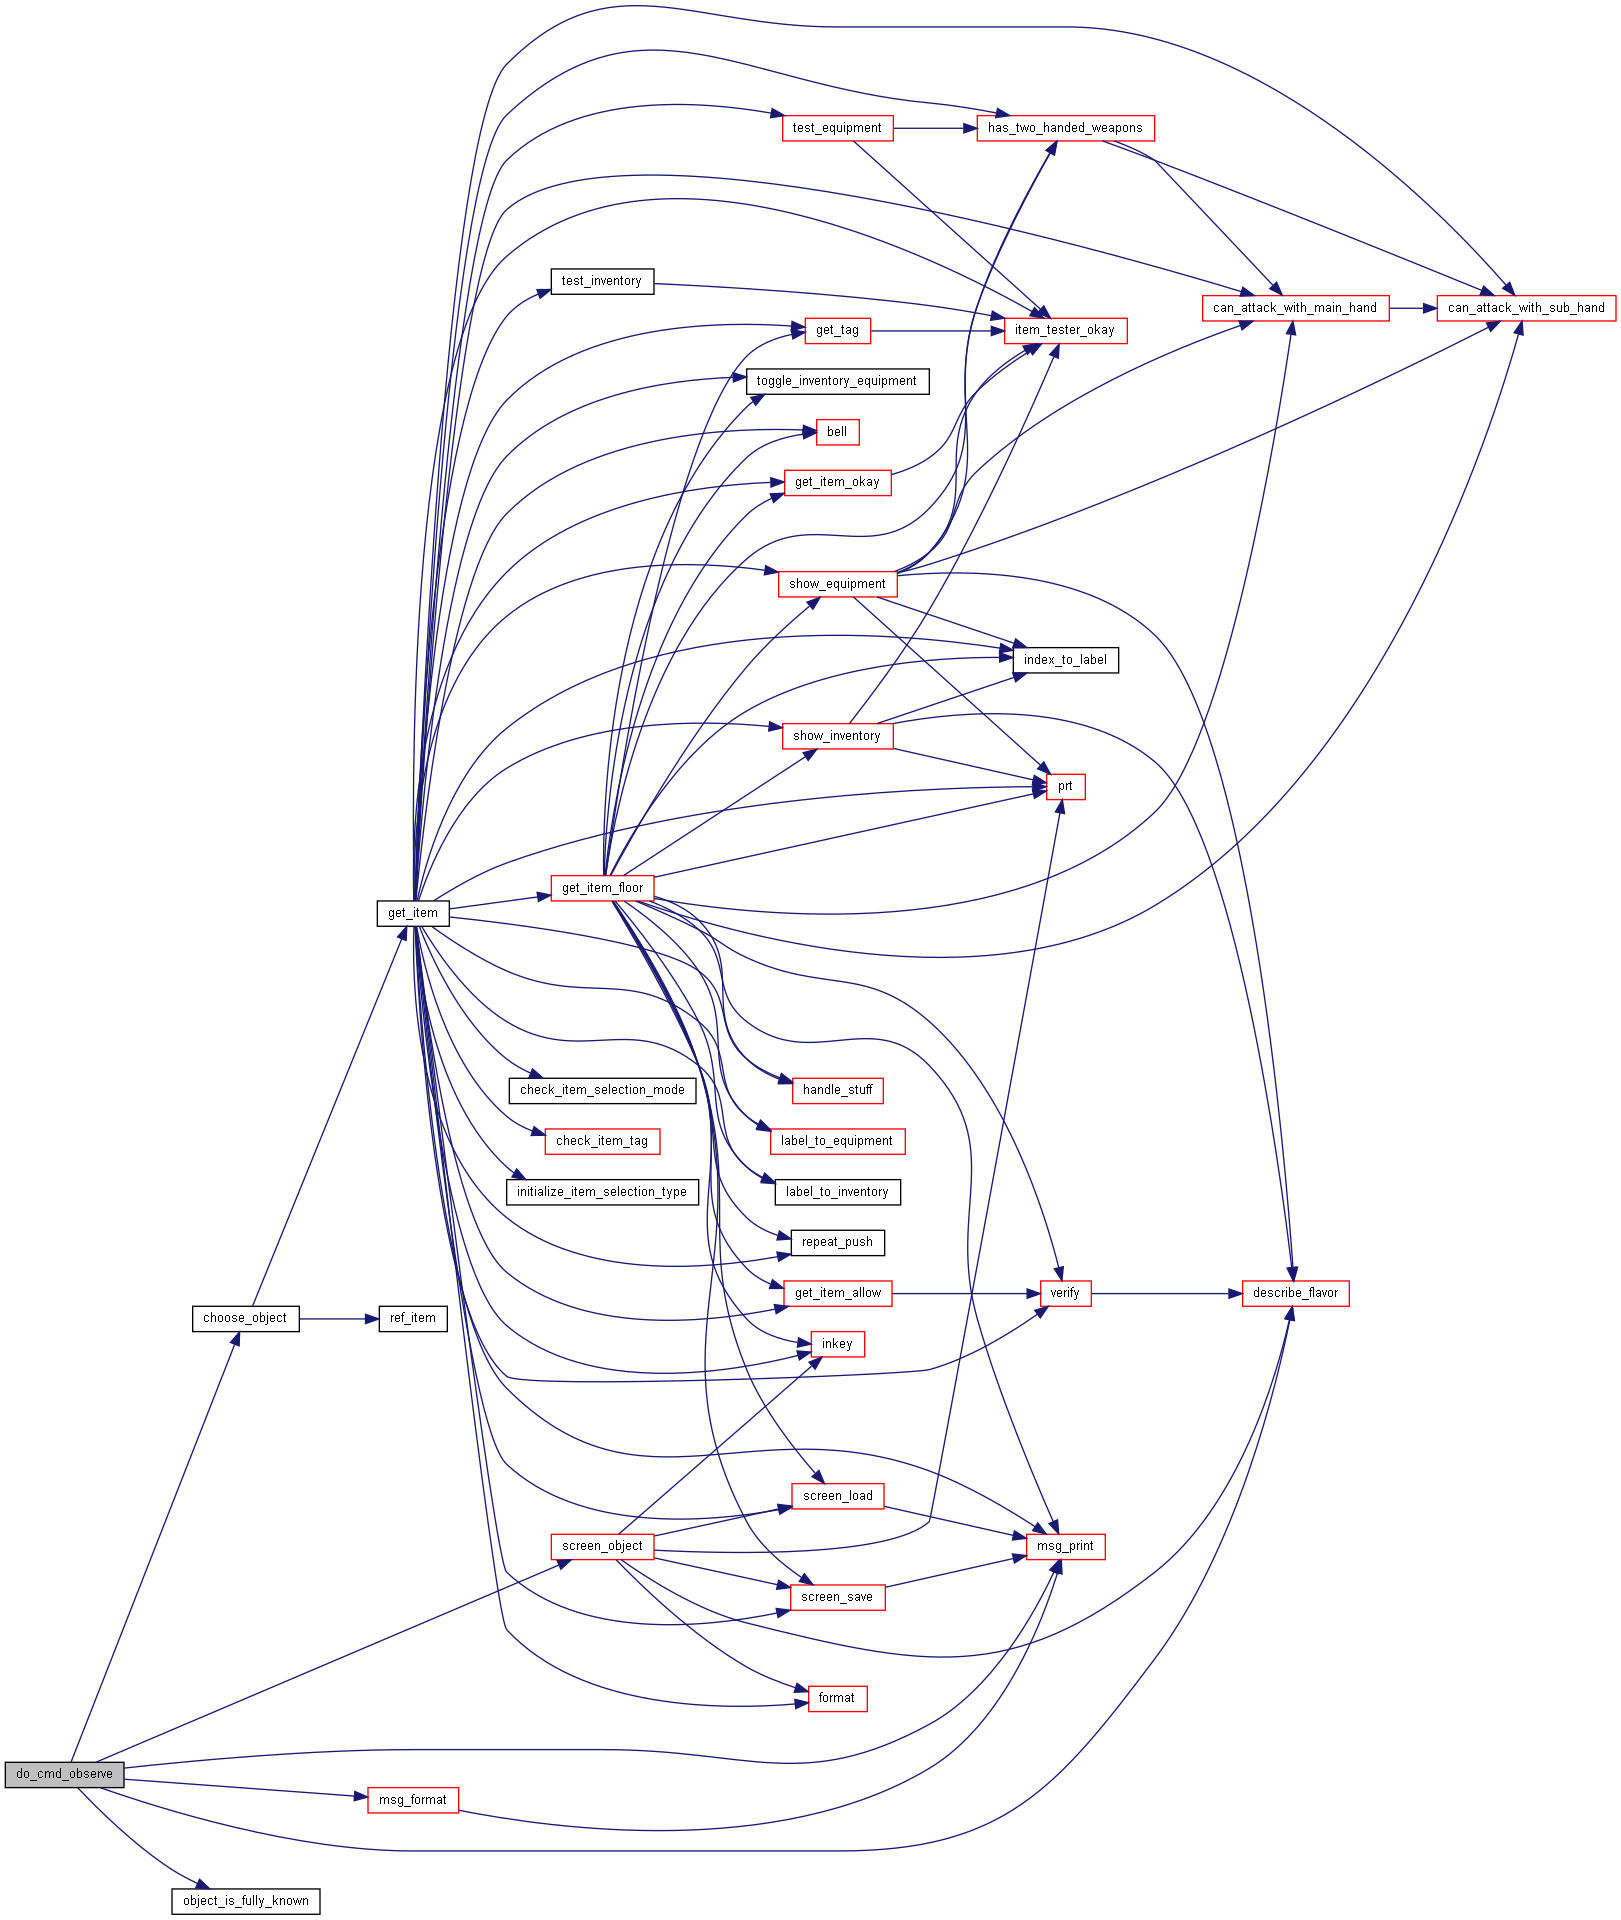 test_equipment
has_two_handed_weapons
test_inventory
can_attack_with_main_hand
can_attack_with_sub_hand
get_tag
item_tester_okay
toggle_inventory_equipment
bell
get_item_okay
show_equipment
index_to_label
show_inventory
prt
get_item_floor
get_item
check_item_selection_mode
handle_stuff
check_item_tag
label_to_equipment
initialize_item_selection_type
label_to_inventory
repeat_push
get_item_allow
verify
describe_flavor
choose_object
ref_item
inkey
screen_load
screen_object
msg_print
screen_save
format
do_cmd_observe
msg_format
object_is_fully_known